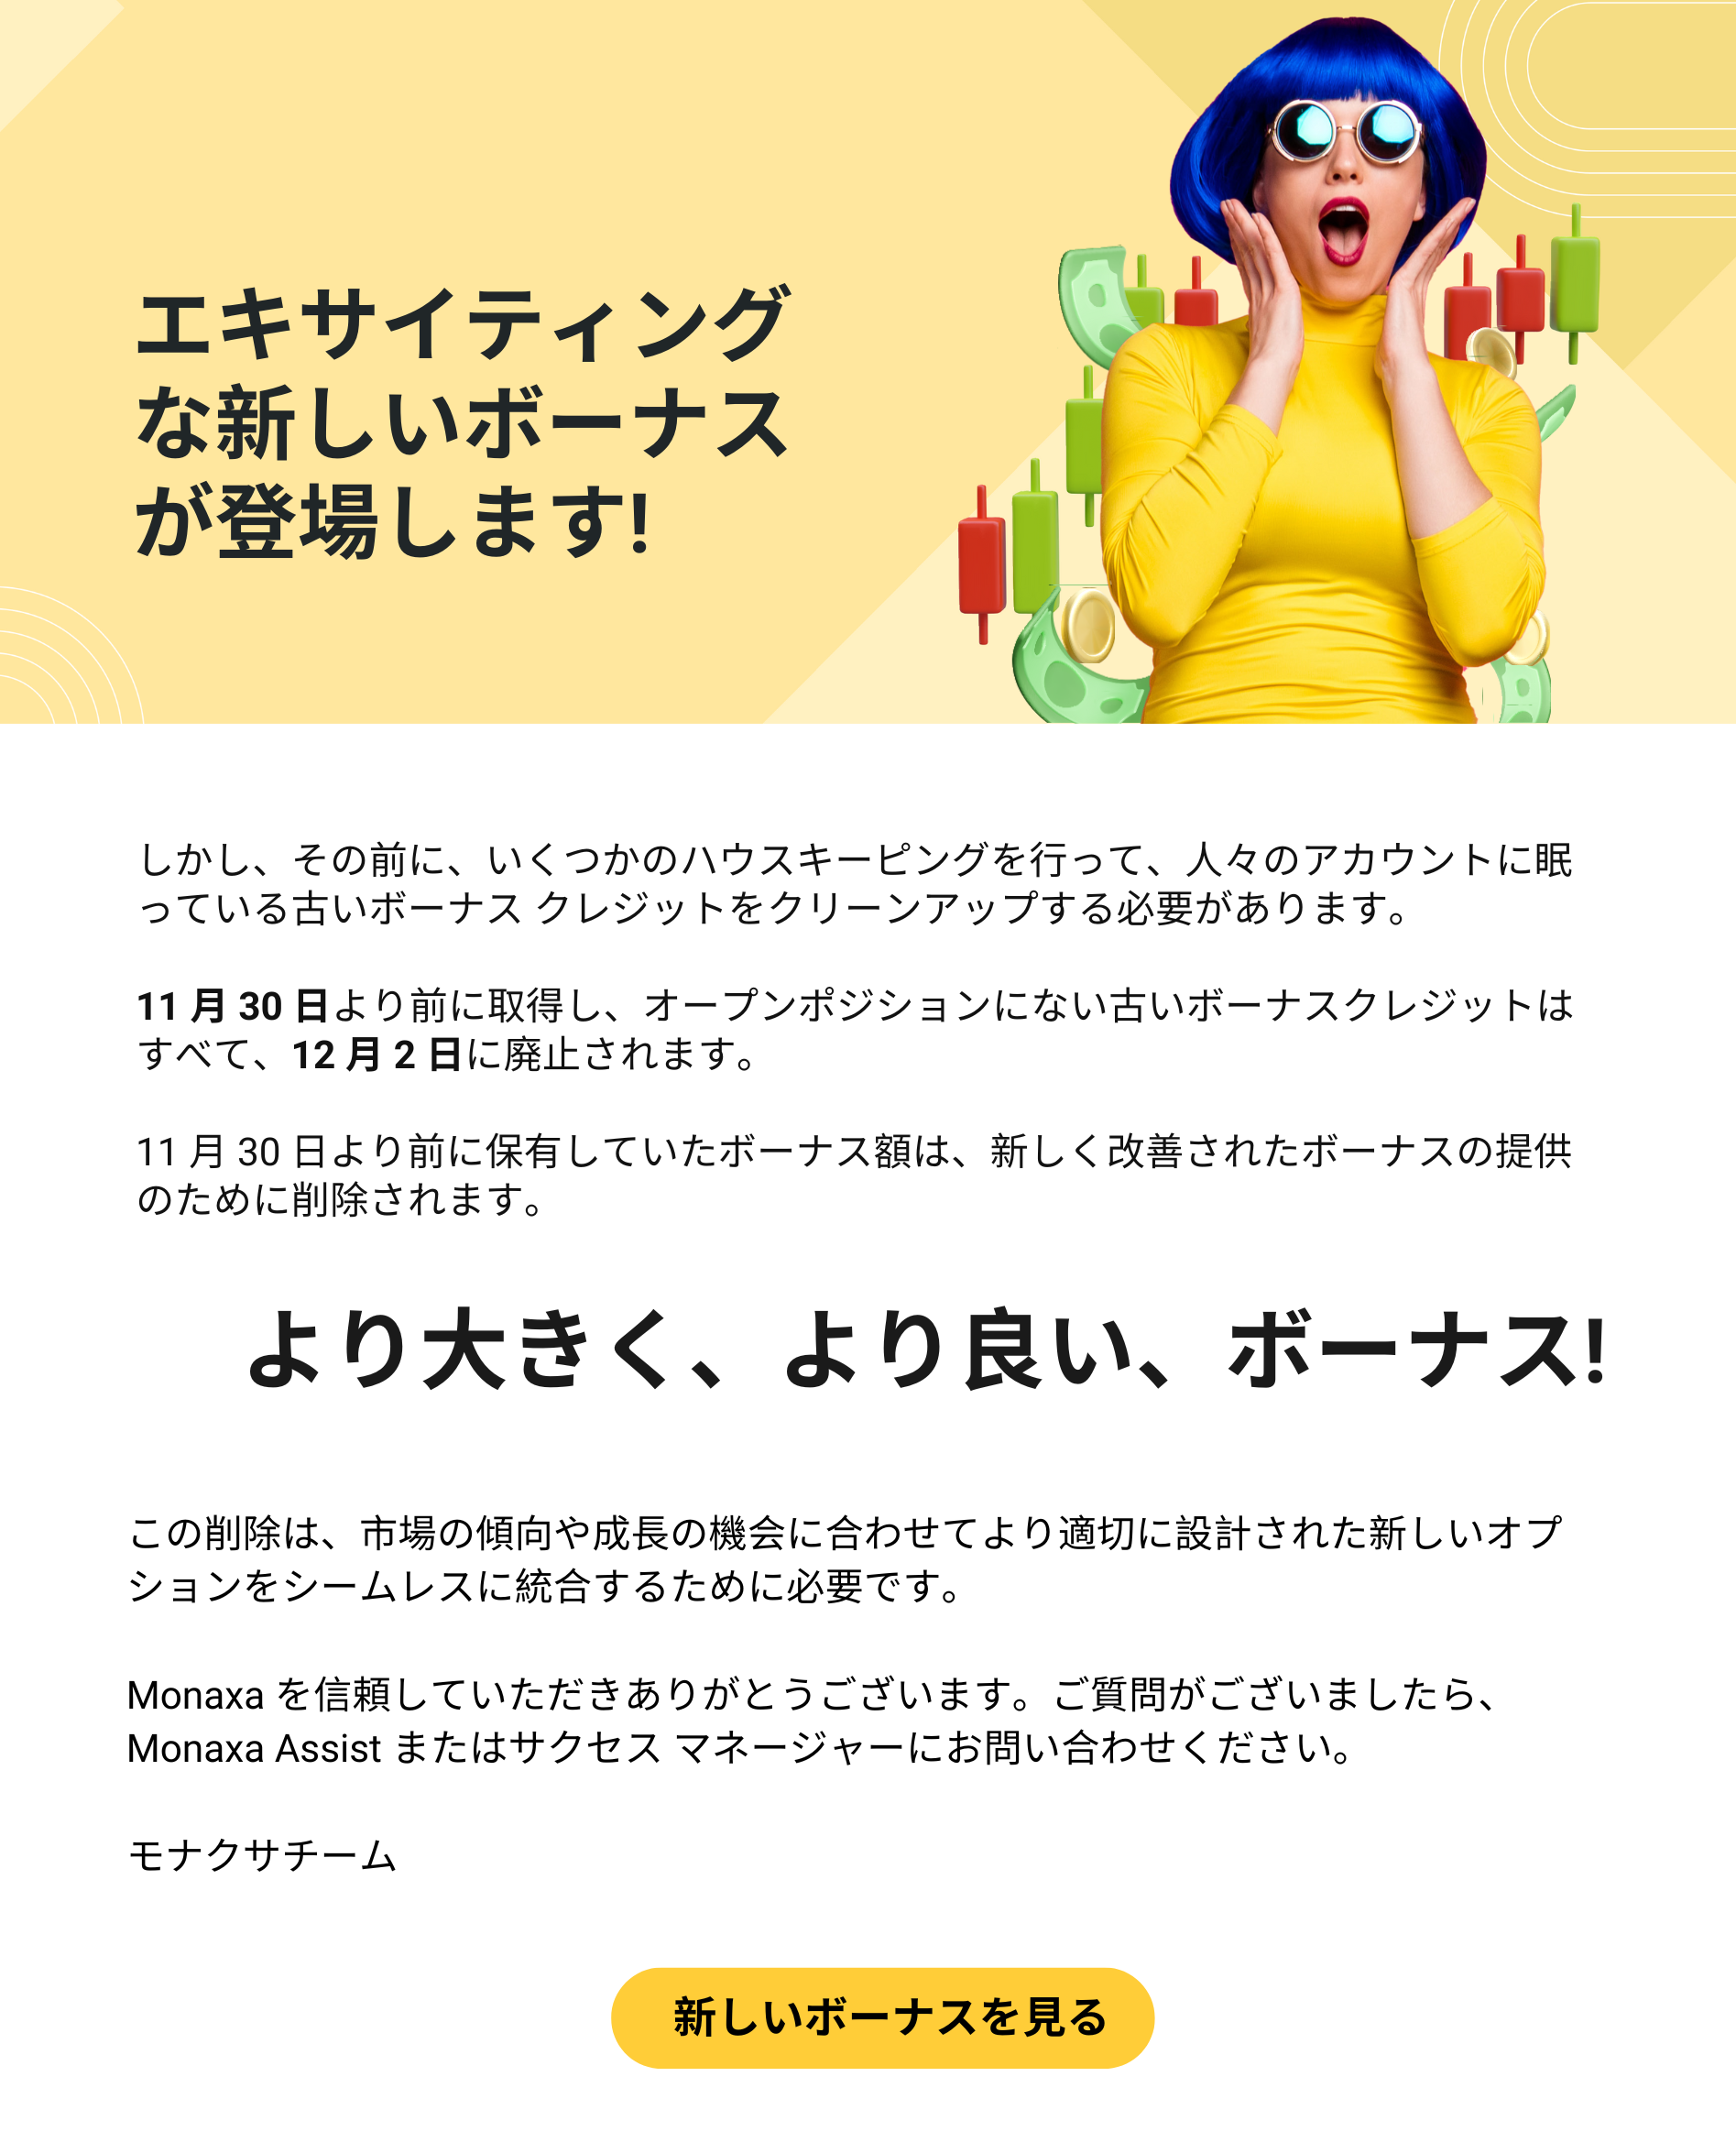 エキサイティング
な新しいボーナス
が登場します!
しかし、その前に、いくつかのハウスキーピングを行って、人々のアカウントに眠
っている古いボーナス クレジットをクリーンアップする必要があります。
11 月 30 日より前に取得し、オープンポジションにない古いボーナスクレジットは
すべて、12 月 2 日に廃止されます。
11 月 30 日より前に保有していたボーナス額は、新しく改善されたボーナスの提供
のために削除されます。
より大きく、より良い、ボーナス!
この削除は、市場の傾向や成長の機会に合わせてより適切に設計された新しいオプ
ションをシームレスに統合するために必要です。
Monaxa を信頼していただきありがとうございます。ご質問がございましたら、
Monaxa Assist またはサクセス マネージャーにお問い合わせください。
モナクサチーム
新しいボーナスを見る